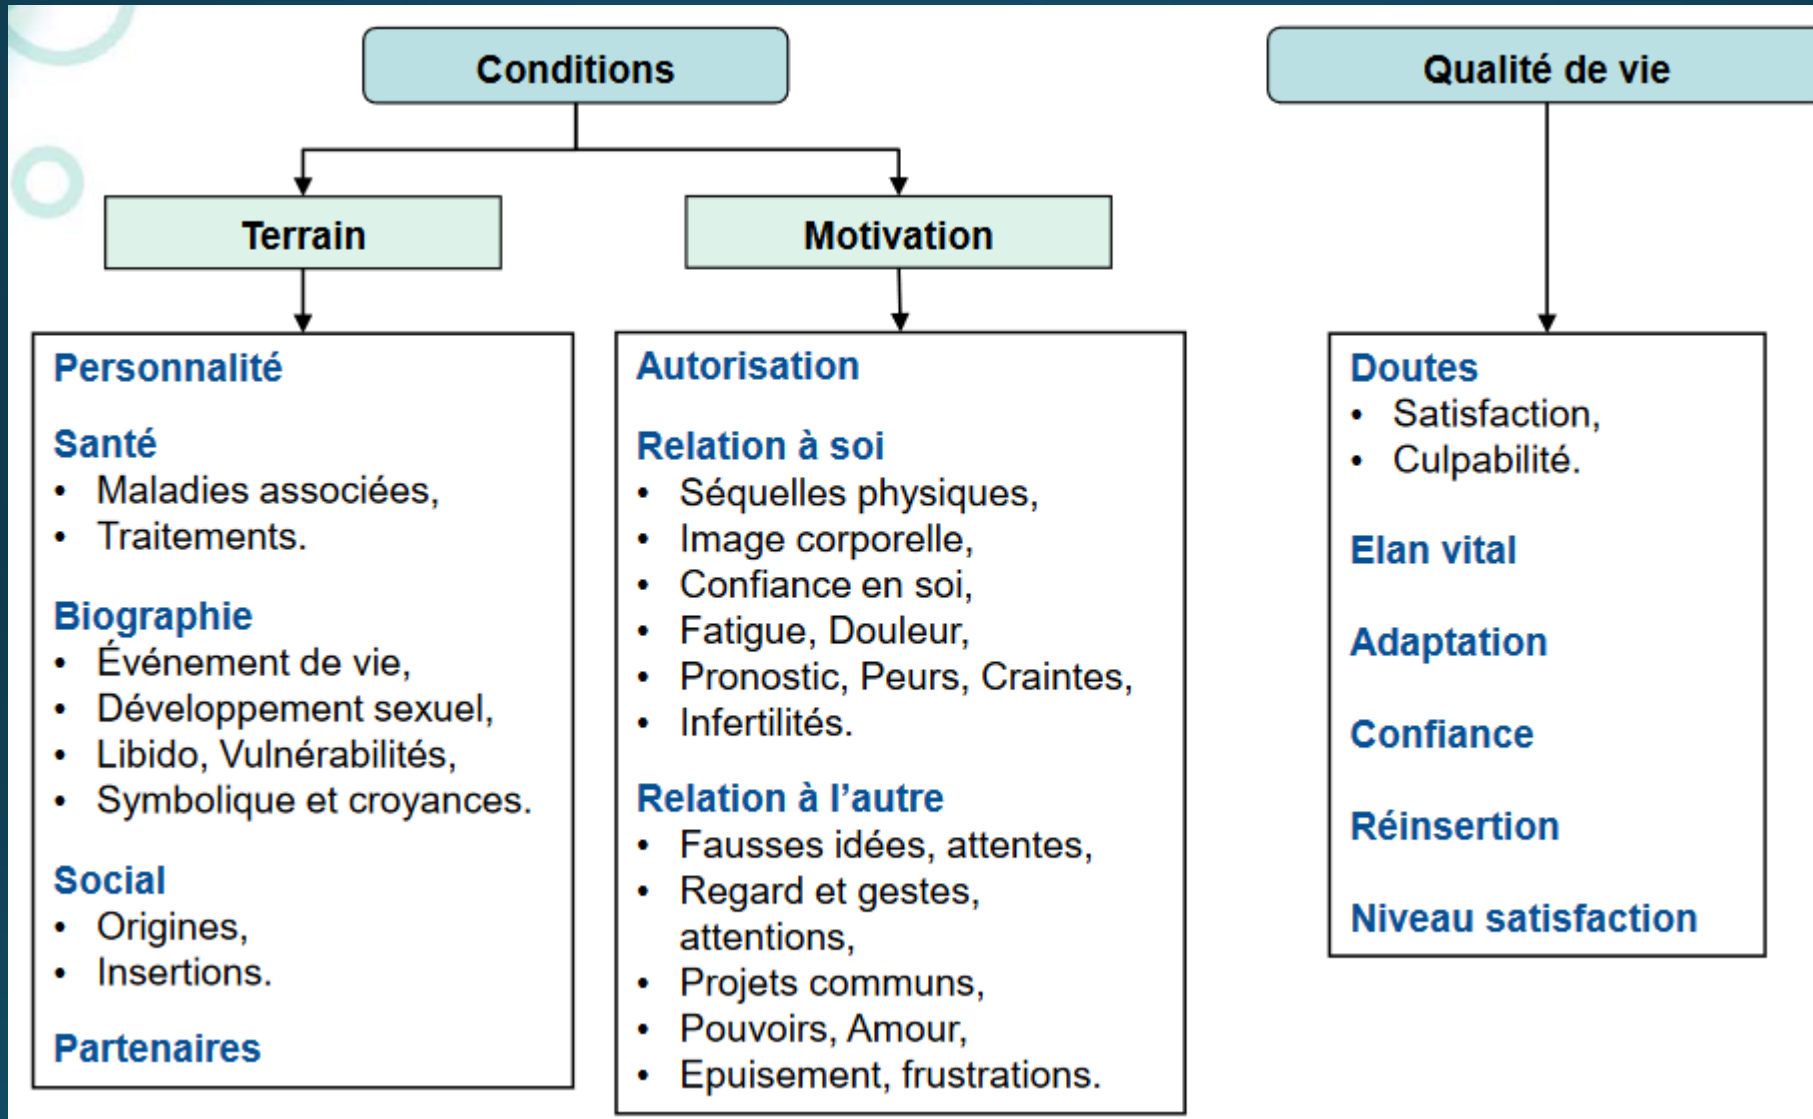 Conditions
Qualité de vie
Terrain
Motivation
Personnalité
Santé
• Maladies associées,
• Traitements.
Biographie
• Événement de vie,
• Développement sexuel,
• Libido, Vulnérabilités,
• Symbolique et croyances.
Social
• Origines,
• Insertions.
Partenaires
Autorisation
Relation à soi
• Séquelles physiques,
• Image corporelle,
• Confiance en soi,
• Fatigue, Douleur,
• Pronostic, Peurs, Craintes,
• Infertilités.
Relation à l’autre
• Fausses idées, attentes,
• Regard et gestes,
attentions,
• Projets communs,
• Pouvoirs, Amour,
• Epuisement, frustrations.
Doutes
• Satisfaction,
• Culpabilité.
Elan vital
Adaptation
Confiance
Réinsertion
Niveau satisfaction